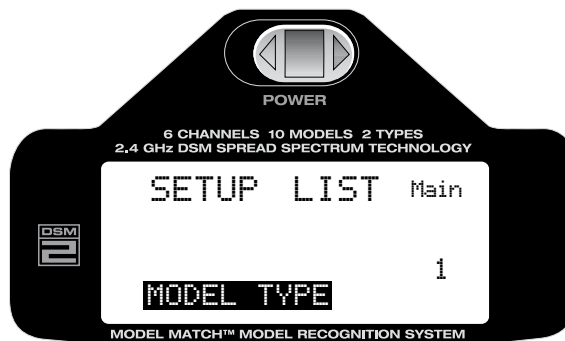 POWER
6 CHANNELS 10 MODELS 2 TYPES
2.4 GHz DSM SPREAD SPECTRUM TECHNOLOGY
SETUP LIST Main
DSM
2
1
MODEL TYPE
MODEL MATCH™ MODEL RECOGNITION SYSTEM